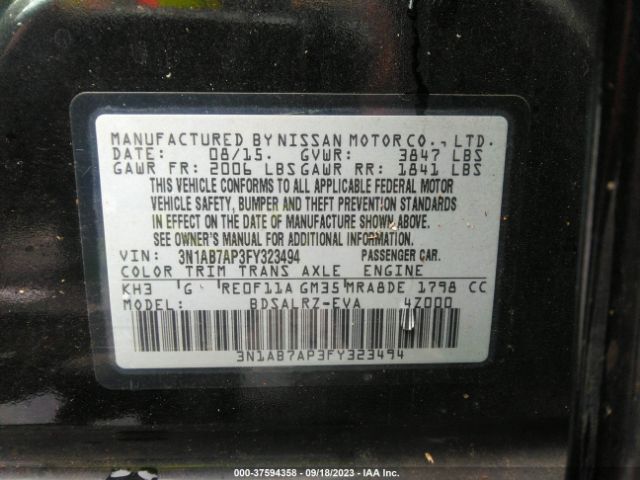 MANUFACTURED BY NISSAN MOTOR CO., LTD.
DATE: 08/15. GVWR: 3847 LBS
GAWR FR: 2006 LBS GAWR RR: 1841 LBS
THIS VEHICLE CONFORMS TO ALL APPLICABLE FEDERAL MOTOR
VEHICLE SAFETY, BUMPER AND THEFT PREVENTION STANDARDS
IN EFFECT ON THE DATE OF MANUFACTURE SHOWN ABOVE.
SEE OWNER'S MANUAL FOR ADDITIONAL INFORMATION.
VIN: 3N1AB7AP3FY323494 PASSENGER CAR.
COLOR TRIM TRANS AXLE ENGINE
KH3 G RE0F11A GM35 MRA8DE 1798 CC
MODEL: BDSALRZ-EVA 4Z000
3N1AB7AP3FY323494
000-37594358 - 09/18/2023 - IAA Inc.